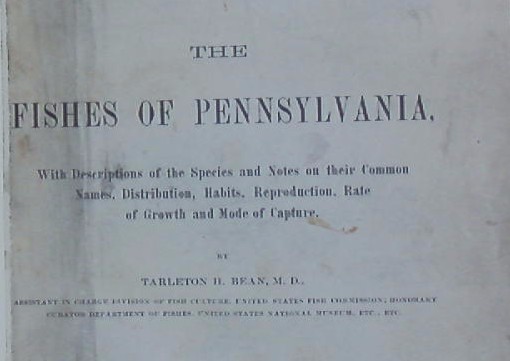 THE
FISHES OF PENNSYLVANIA,
With Descriptions of the Species and Notes on their Common
Names, Distribution, Habits, Reproduction, Rate
of Growth and Mode of Capture.
BY
TARLETON H. BEAN, M. D.,
ASSISTANT IN CHARGE DIVISION OF FISH CULTURE, UNITED STATES FISH COMMISSION; HONORARY
CURATOR DEPARTMENT OF FISHES, UNITED STATES NATIONAL MUSEUM, ETC., ETC.